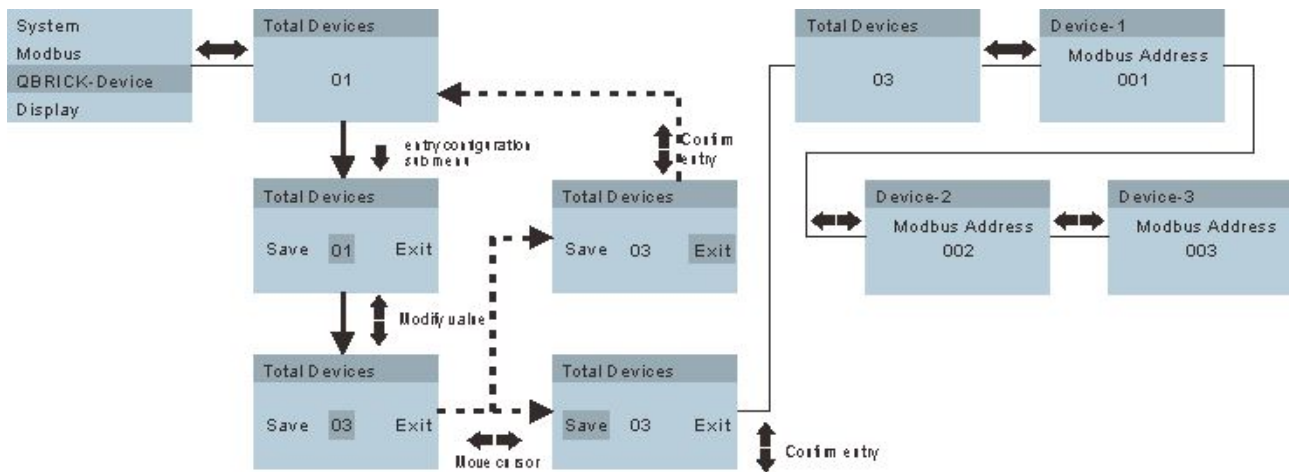 System
Modbus
QBRICK-Device
Display
Total Devices
01
entry configuration
submenu
Total Devices
Save 01 Exit
Modify value
Total Devices
Save 03 Exit
Move cursor
Confirm
entry
Total Devices
Save 03 Exit
Total Devices
Save 03 Exit
Confirm entry
Total Devices
03
Device-1
Modbus Address
001
Device-2
Modbus Address
002
Device-3
Modbus Address
003